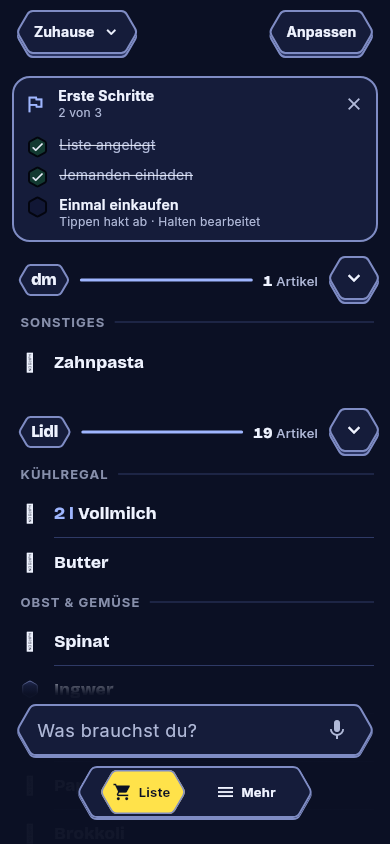 Zuhause
Anpassen
Erste Schritte
2 von 3
Liste angelegt
Jemanden einladen
Einmal einkaufen
Tippen hakt ab · Halten bearbeitet
dm
1 Artikel
SONSTIGES
Zahnpasta
Lidl
19 Artikel
KÜHLREGAL
2 l Vollmilch
Butter
OBST & GEMÜSE
Spinat
Ingwer
Was brauchst du?
Liste
Mehr
Brokkoli